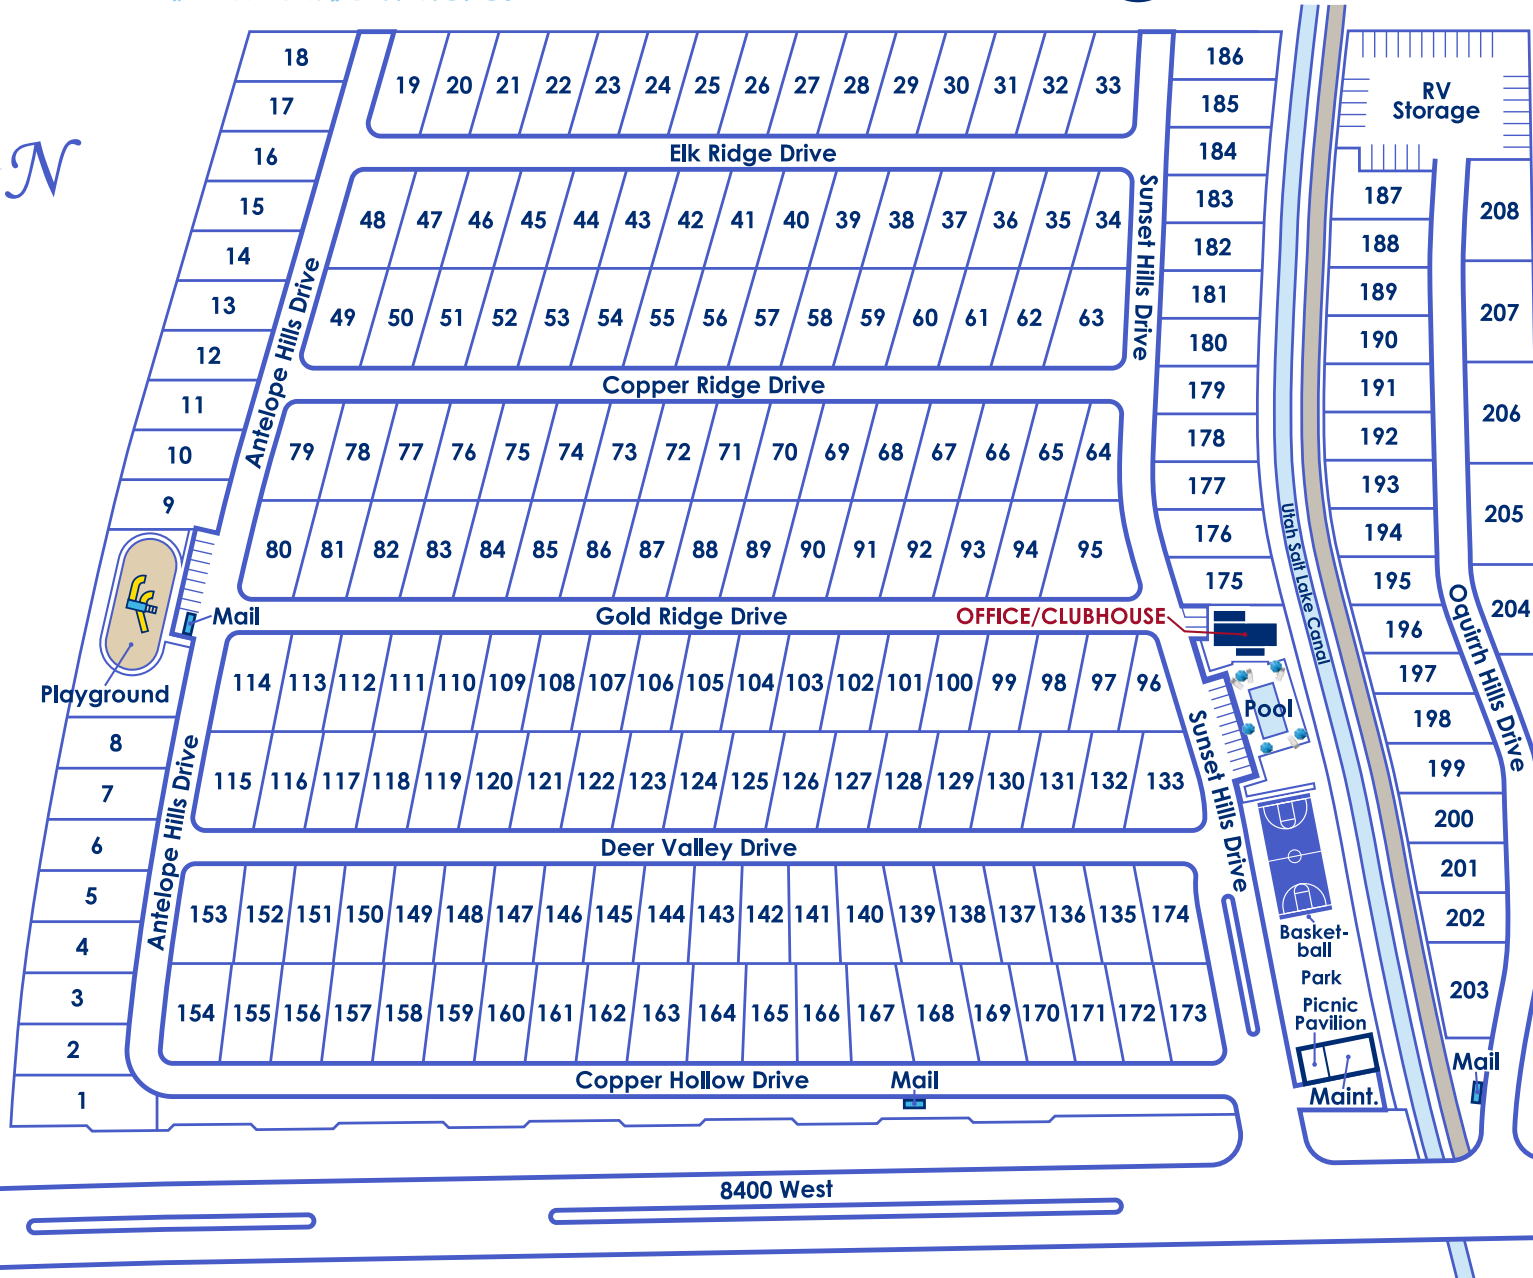 N
18
17
16
15
14
13
12
11
10
9
8
7
6
5
4
3
2
1
19 20 21 22 23 24 25 26 27 28 29 30 31 32 33
Elk Ridge Drive
48 47 46 45 44 43 42 41 40 39 38 37 36 35 34
49 50 51 52 53 54 55 56 57 58 59 60 61 62 63
Copper Ridge Drive
79 78 77 76 75 74 73 72 71 70 69 68 67 66 65 64
80 81 82 83 84 85 86 87 88 89 90 91 92 93 94 95
Gold Ridge Drive
114 113 112 111 110 109 108 107 106 105 104 103 102 101 100 99 98 97 96
115 116 117 118 119 120 121 122 123 124 125 126 127 128 129 130 131 132 133
Deer Valley Drive
153 152 151 150 149 148 147 146 145 144 143 142 141 140 139 138 137 136 135 174
154 155 156 157 158 159 160 161 162 163 164 165 166 167 168 169 170 171 172 173
Copper Hollow Drive
Mail
8400 West
Antelope Hills Drive
Antelope Hills Drive
Mail
Playground
Sunset Hills Drive
Sunset Hills Drive
186
185
184
183
182
181
180
179
178
177
176
175
OFFICE/CLUBHOUSE
Pool
Basket-
ball
Park
Picnic
Pavilion
Maint.
Utah Salt Lake Canal
RV
Storage
187
188
189
190
191
192
193
194
195
196
197
198
199
200
201
202
203
Mail
Oquirrh Hills Drive
208
207
206
205
204